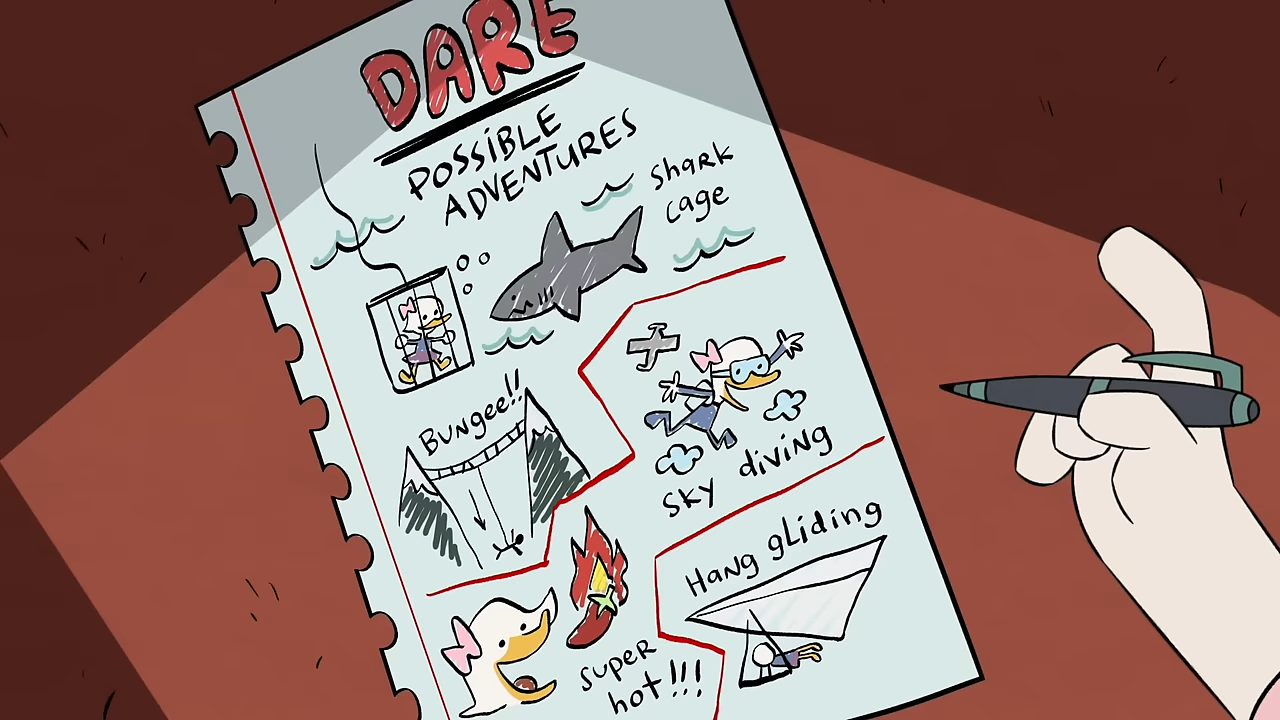 DARE
POSSIBLE
ADVENTURES
shark
cage
Bungee!!
sky diving
Hang gliding
super
hot!!!